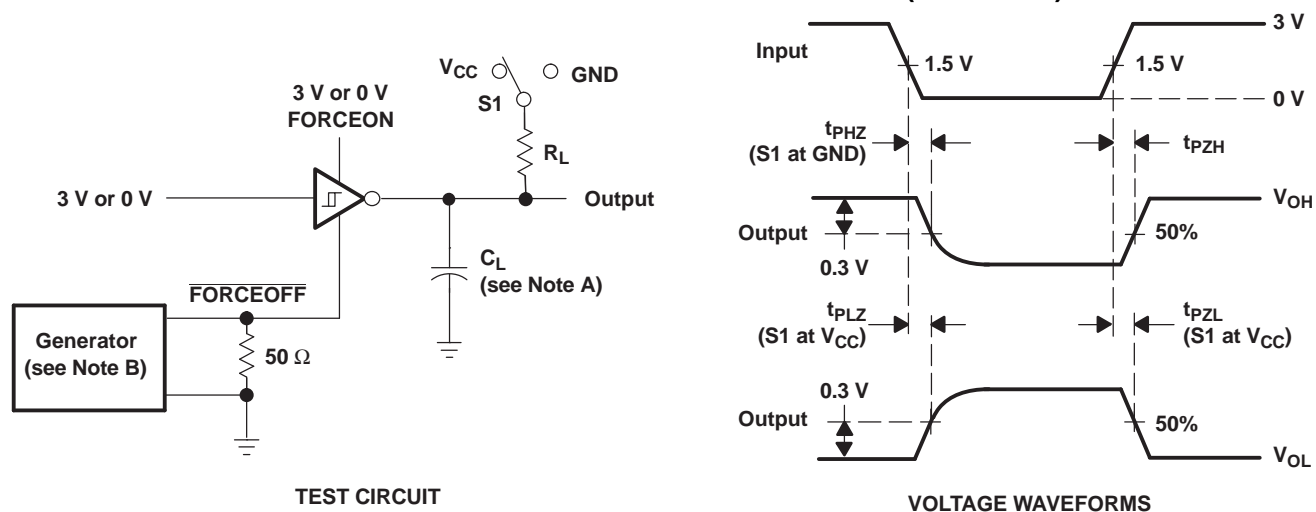 V_CC
GND
S1
3 V or 0 V
FORCEON
R_L
3 V or 0 V
Output
C_L
(see Note A)
FORCEOFF
Generator
(see Note B)
50 Ω
TEST CIRCUIT
3 V
Input
1.5 V
1.5 V
0 V
t_PHZ
(S1 at GND)
t_PZH
V_OH
Output
50%
0.3 V
t_PLZ
(S1 at V_CC)
t_PZL
(S1 at V_CC)
0.3 V
Output
50%
V_OL
VOLTAGE WAVEFORMS